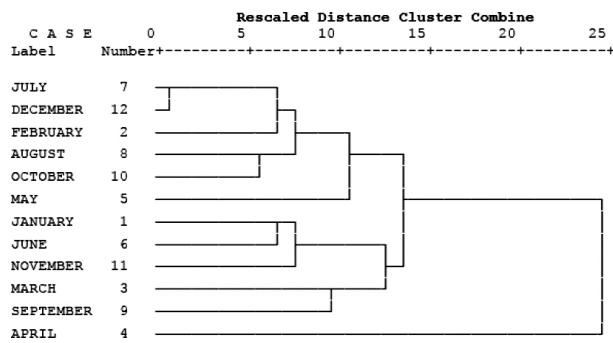 Rescaled Distance Cluster Combine
C A S E 0 5 10 15 20 25
Label Number +---------+---------+---------+---------+---------+
JULY 7
DECEMBER 12
FEBRUARY 2
AUGUST 8
OCTOBER 10
MAY 5
JANUARY 1
JUNE 6
NOVEMBER 11
MARCH 3
SEPTEMBER 9
APRIL 4